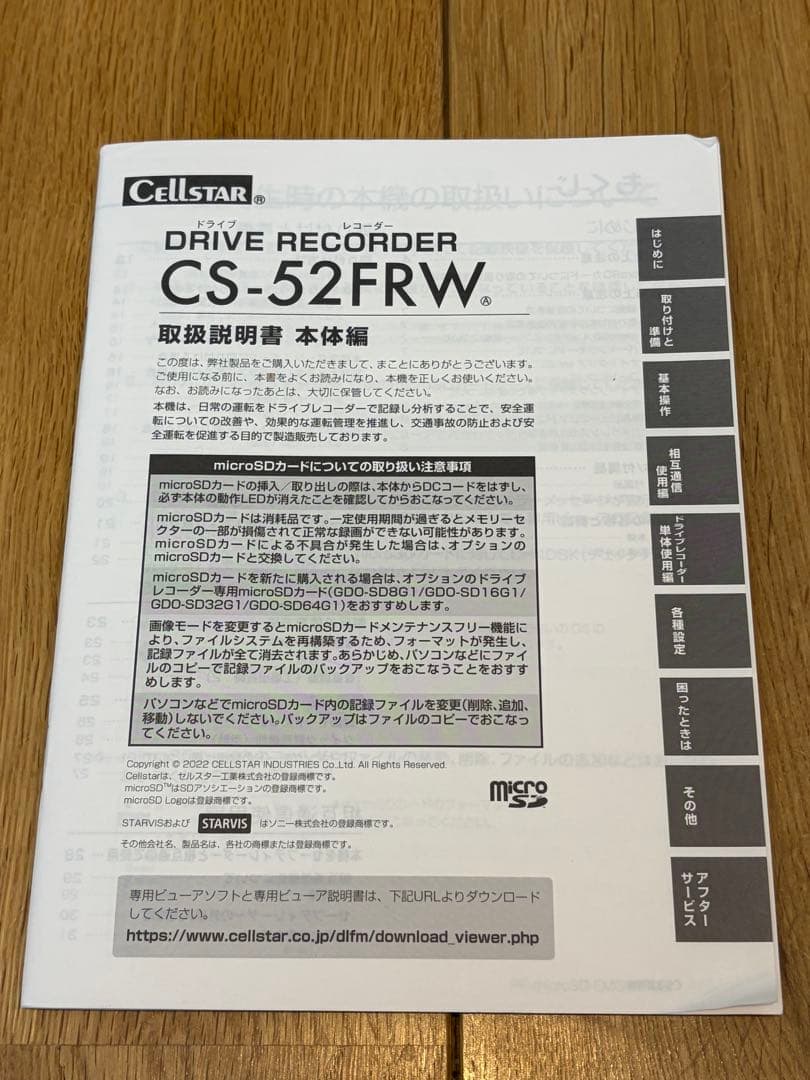 CELLSTAR®
ドライブ レコーダー
DRIVE RECORDER
CS-52FRW Ⓐ
取扱説明書 本体編
この度は、弊社製品をご購入いただきまして、まことにありがとうございます。
ご使用になる前に、本書をよくお読みになり、本機を正しくお使いください。
なお、お読みになったあとは、大切に保管してください。
本機は、日常の運転をドライブレコーダーで記録し分析することで、安全運
転についての改善や、効果的な運転管理を推進し、交通事故の防止および安
全運転を促進する目的で製造販売しております。
microSDカードについての取り扱い注意事項
microSDカードの挿入／取り出しの際は、本体からDCコードをはずし、
必ず本体の動作LEDが消えたことを確認してからおこなってください。
microSDカードは消耗品です。一定使用期間が過ぎるとメモリーセ
クターの一部が損傷されて正常な録画ができない可能性があります。
microSDカードによる不具合が発生した場合は、オプションの
microSDカードと交換してください。
microSDカードを新たに購入される場合は、オプションのドライブ
レコーダー専用microSDカード(GDO-SD8G1/GDO-SD16G1/
GDO-SD32G1/GDO-SD64G1)をおすすめします。
画像モードを変更するとmicroSDカードメンテナンスフリー機能に
より、ファイルシステムを再構築するため、フォーマットが発生し、
記録ファイルが全て消去されます。あらかじめ、パソコンなどにファイ
ルのコピーで記録ファイルのバックアップをおこなうことをおすす
めします。
パソコンなどでmicroSDカード内の記録ファイルを変更(削除、追加、
移動)しないでください。バックアップはファイルのコピーでおこなっ
てください。
Copyright © 2022 CELLSTAR INDUSTRIES Co.,Ltd. All Rights Reserved.
Cellstarは、セルスター工業株式会社の登録商標です。
microSD™はSDアソシエーションの登録商標です。
microSD Logoは登録商標です。
micro SD
STARVISおよび STARVIS はソニー株式会社の登録商標です。
その他会社名、製品名は、各社の商標または登録商標です。
専用ビューアソフトと専用ビューア説明書は、下記URLよりダウンロード
してください。
https://www.cellstar.co.jp/dlfm/download_viewer.php
はじめに
取り付けと
準備
基本操作
相互通信
使用編
ドライブレコーダー
単体使用編
各種設定
困ったときは
その他
アフター
サービス